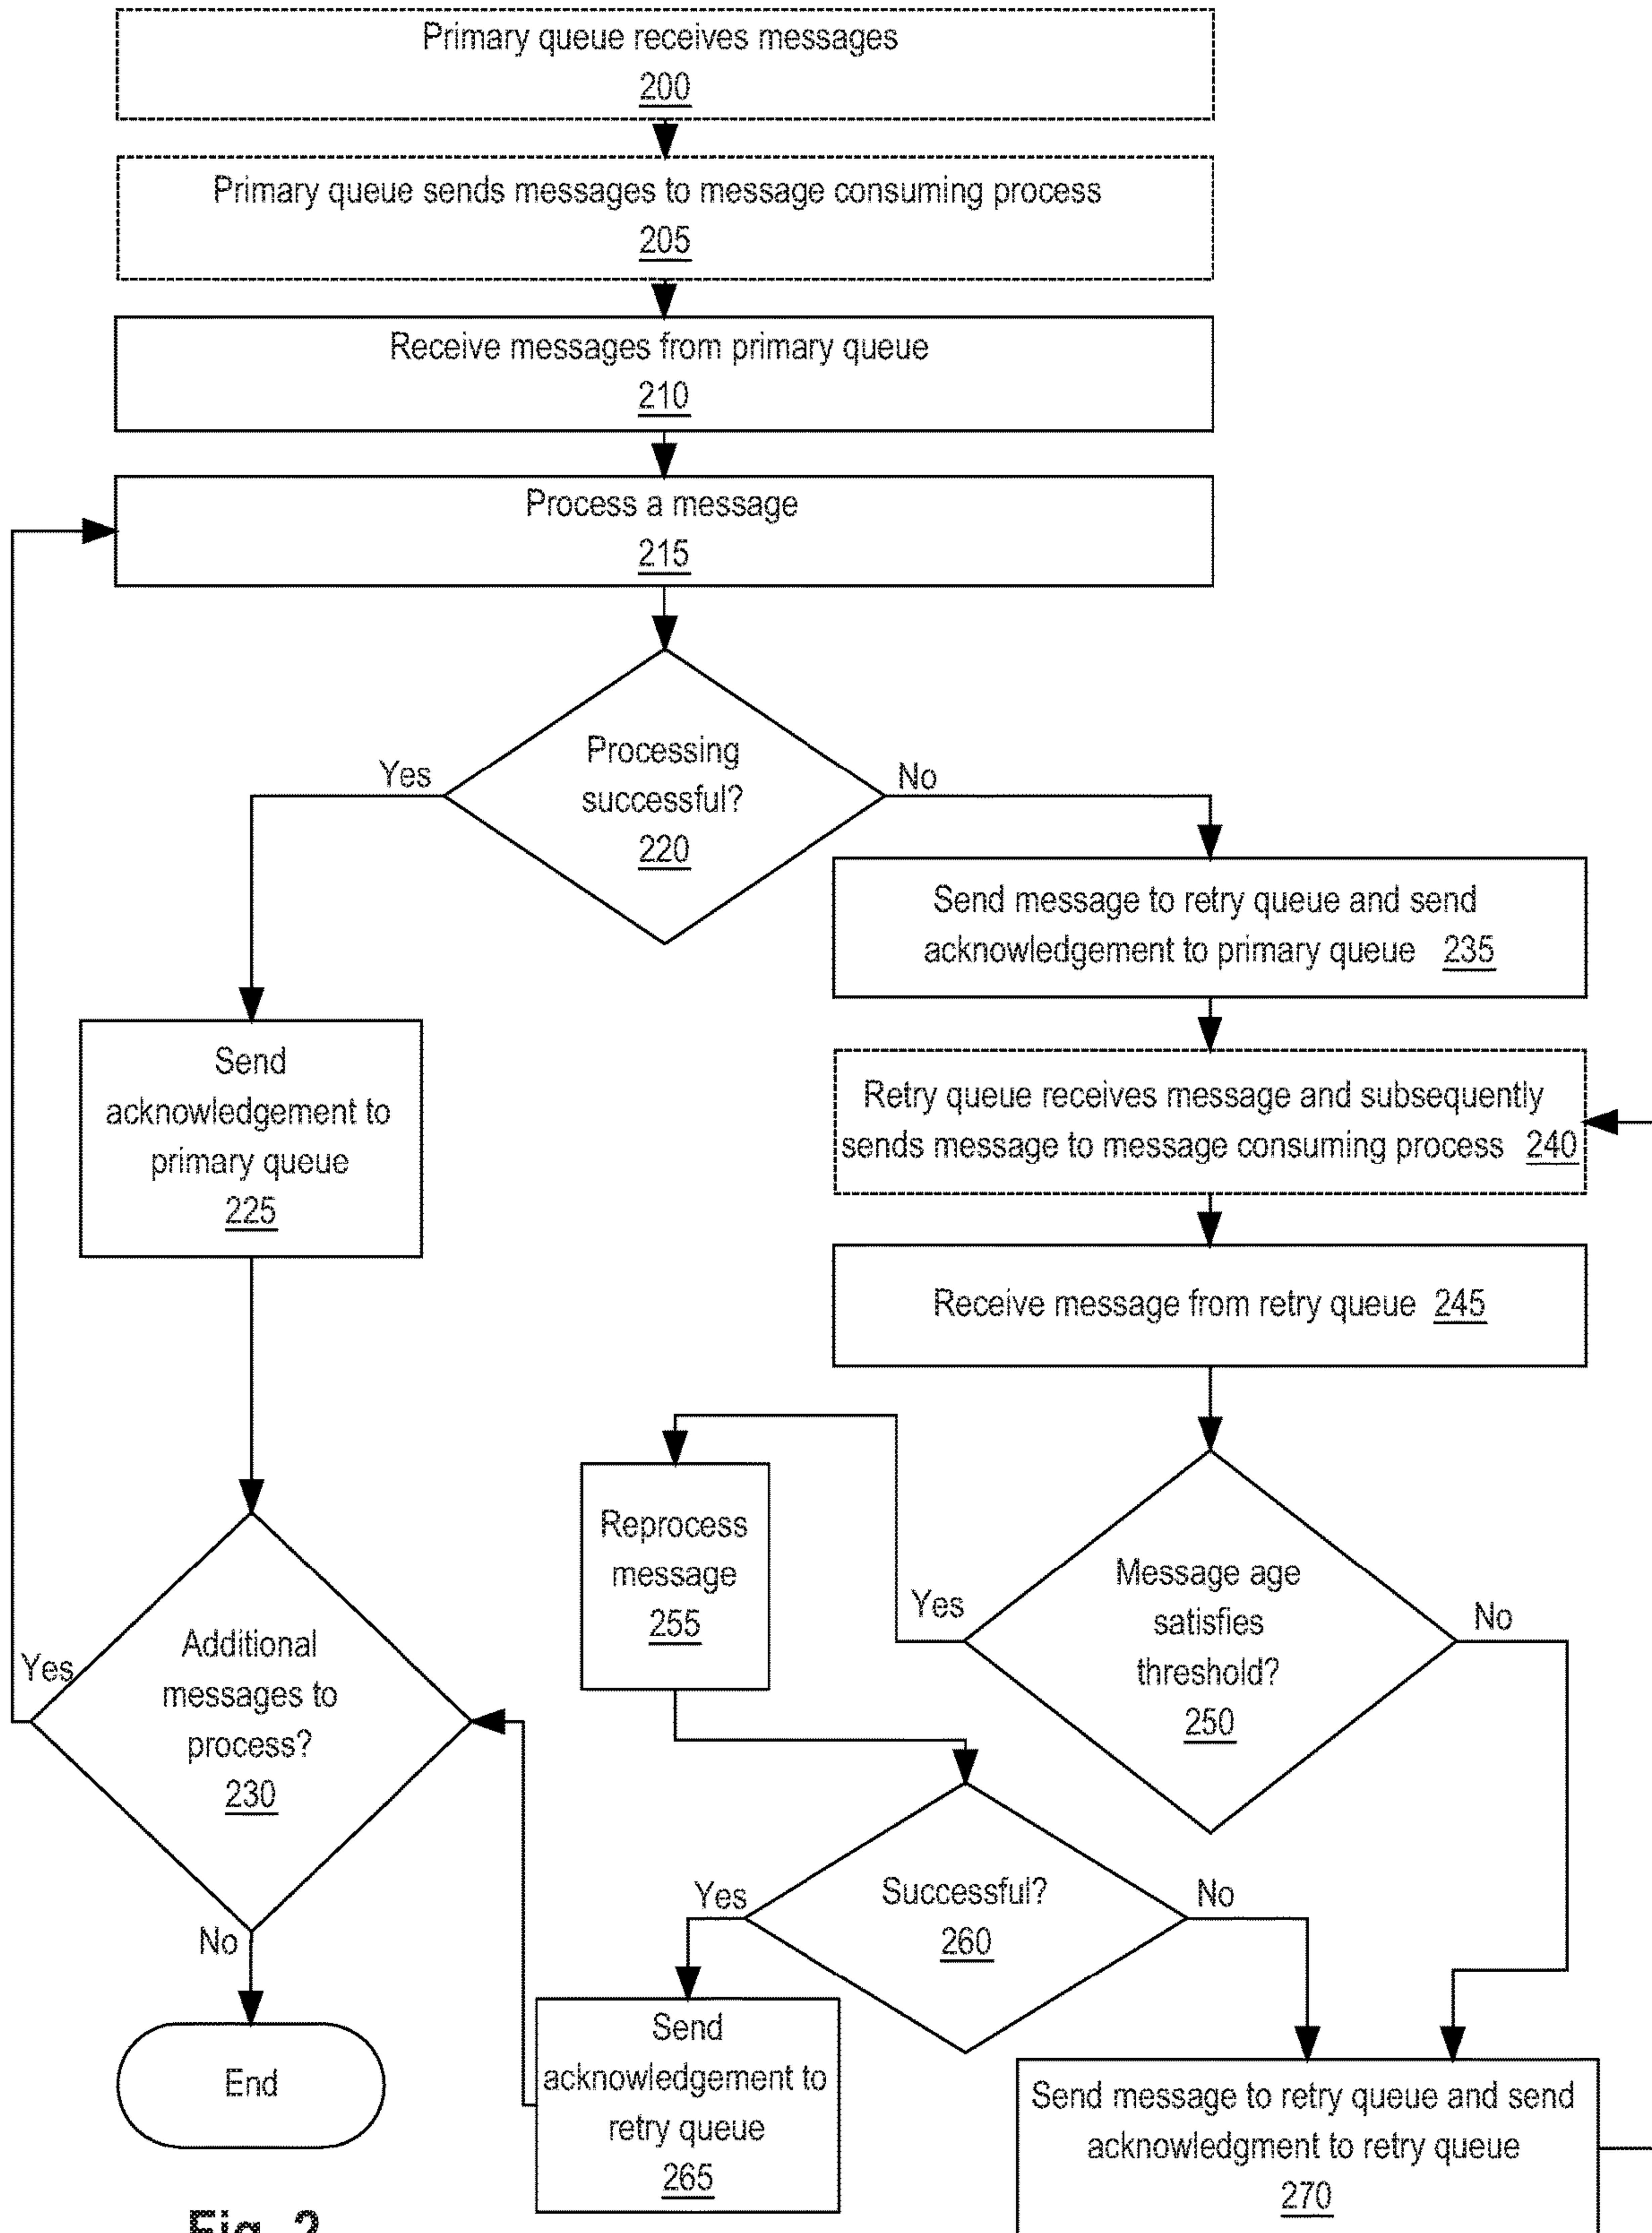 Primary queue receives messages
200
Primary queue sends messages to message consuming process
205
Receive messages from primary queue
210
Process a message
215
Processing
successful?
220
Yes
No
Send message to retry queue and send
acknowledgement to primary queue 235
Send
acknowledgement to
primary queue
225
Retry queue receives message and subsequently
sends message to message consuming process 240
Receive message from retry queue 245
Reprocess
message
255
Message age
satisfies
threshold?
250
Yes
No
Additional
messages to
process?
230
Yes
No
Successful?
260
Yes
No
End
Send
acknowledgement to
retry queue
265
Send message to retry queue and send
acknowledgment to retry queue
270
Fig. 2